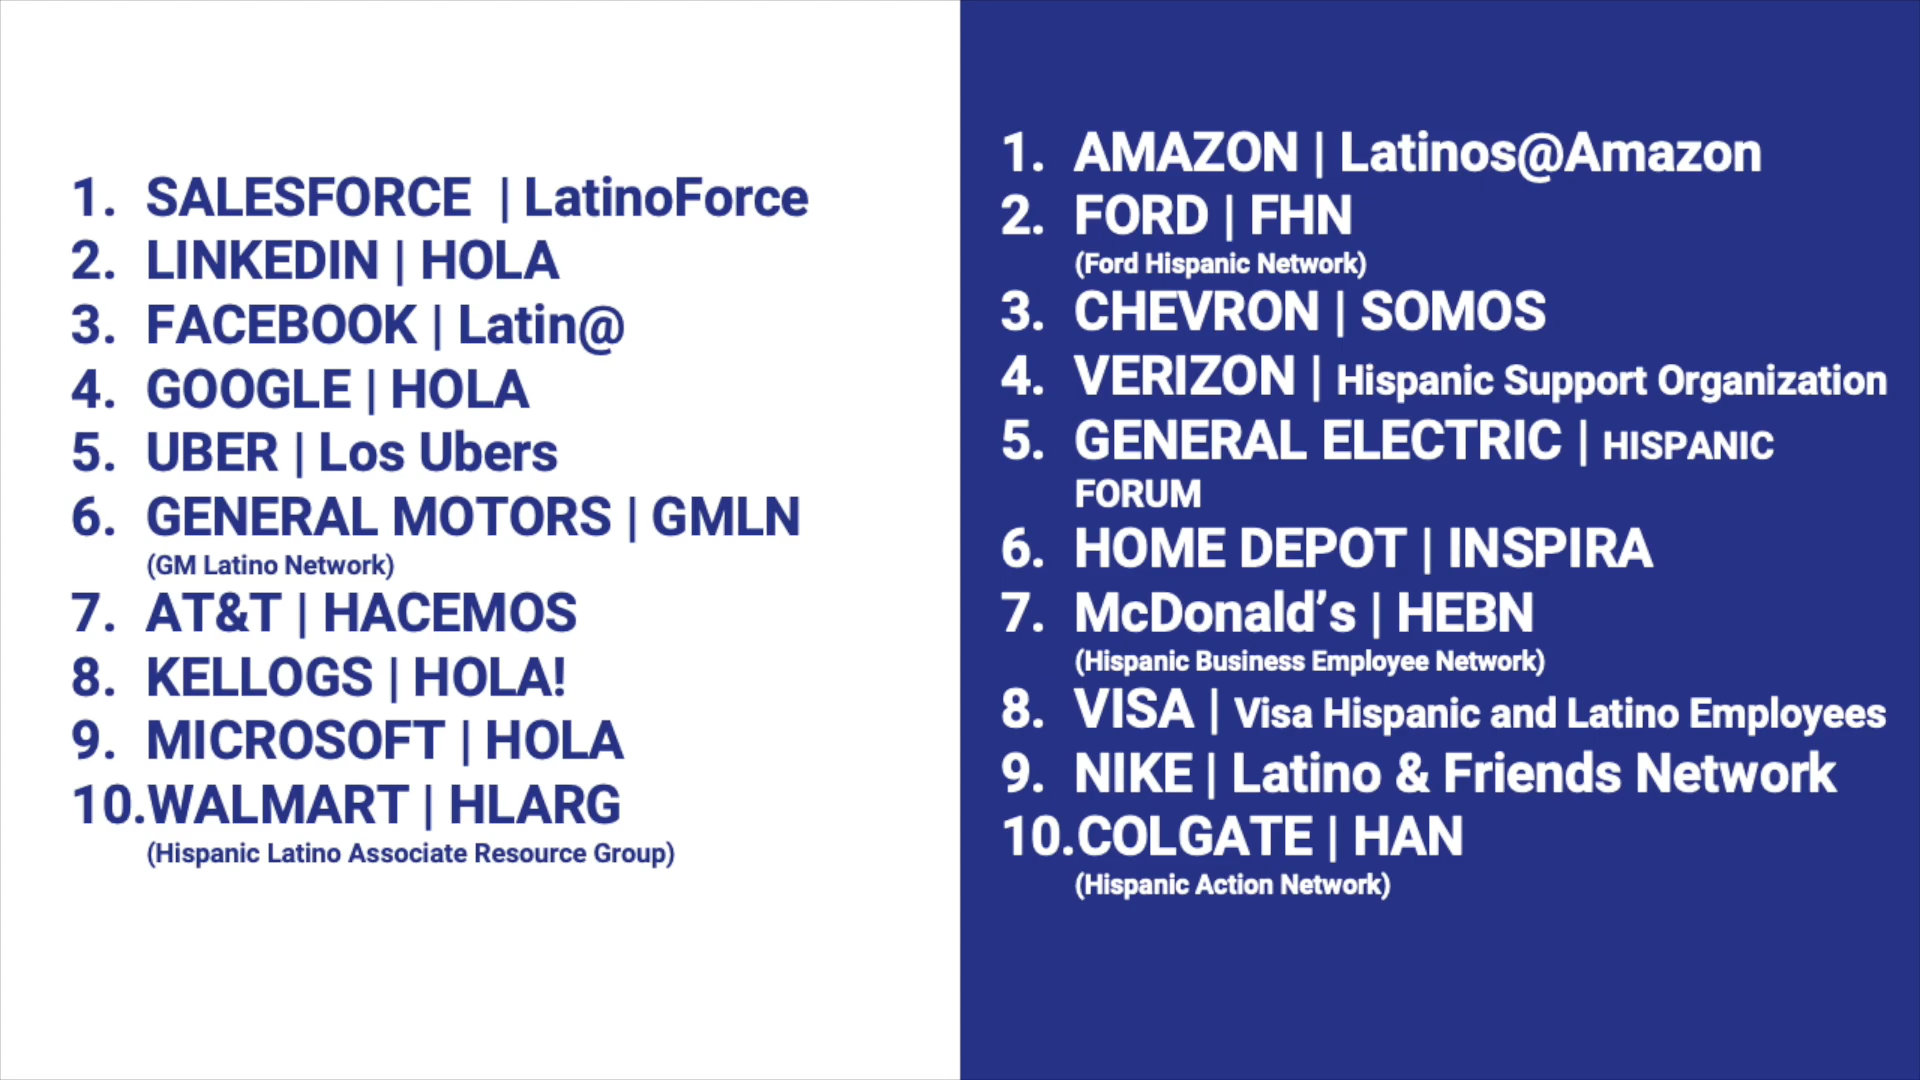 1. SALESFORCE | LatinoForce
2. LINKEDIN | HOLA
3. FACEBOOK | Latin@
4. GOOGLE | HOLA
5. UBER | Los Ubers
6. GENERAL MOTORS | GMLN
(GM Latino Network)
7. AT&T | HACEMOS
8. KELLOGS | HOLA!
9. MICROSOFT | HOLA
10.WALMART | HLARG
(Hispanic Latino Associate Resource Group)
1. AMAZON | Latinos@Amazon
2. FORD | FHN
(Ford Hispanic Network)
3. CHEVRON | SOMOS
4. VERIZON | Hispanic Support Organization
5. GENERAL ELECTRIC | HISPANIC
FORUM
6. HOME DEPOT | INSPIRA
7. McDonald’s | HEBN
(Hispanic Business Employee Network)
8. VISA | Visa Hispanic and Latino Employees
9. NIKE | Latino & Friends Network
10.COLGATE | HAN
(Hispanic Action Network)